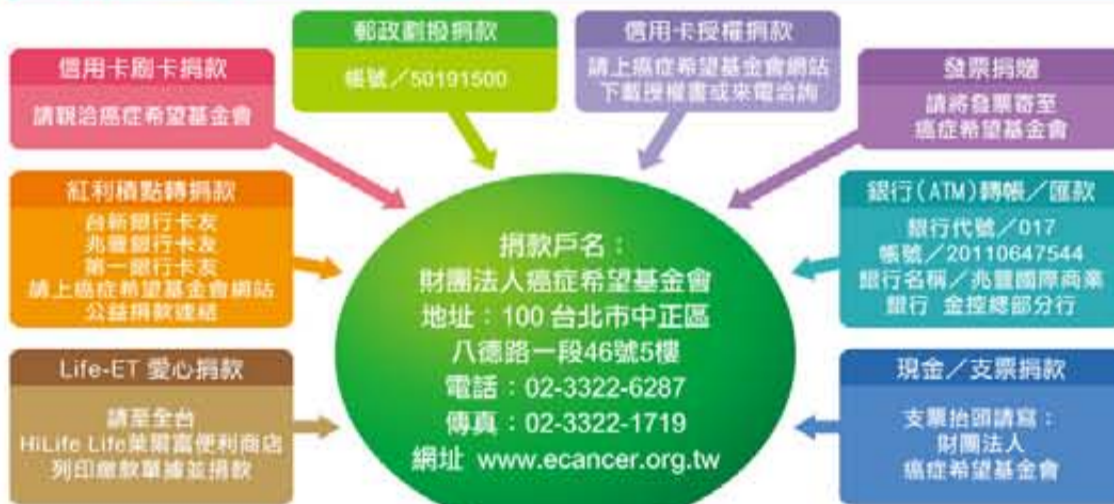 郵政劃撥捐款
帳號／50191500
信用卡授權捐款
請上癌症希望基金會網站
下載授權書或來電洽詢
信用卡刷卡捐款
請親洽癌症希望基金會
發票捐贈
請將發票寄至
癌症希望基金會
紅利積點轉捐款
台新銀行卡友
兆豐銀行卡友
第一銀行卡友
請上癌症希望基金會網站
公益捐款連結
銀行(ATM)轉帳／匯款
銀行代號／017
帳號／20110647544
銀行名稱／兆豐國際商業
銀行 金控總部分行
捐款戶名：
財團法人癌症希望基金會
地址：100 台北市中正區
八德路一段46號5樓
電話：02-3322-6287
傳真：02-3322-1719
網址 www.ecancer.org.tw
Life-ET 愛心捐款
請至全台
HiLife Life萊爾富便利商店
列印繳款單據並捐款
現金／支票捐款
支票抬頭請寫：
財團法人
癌症希望基金會